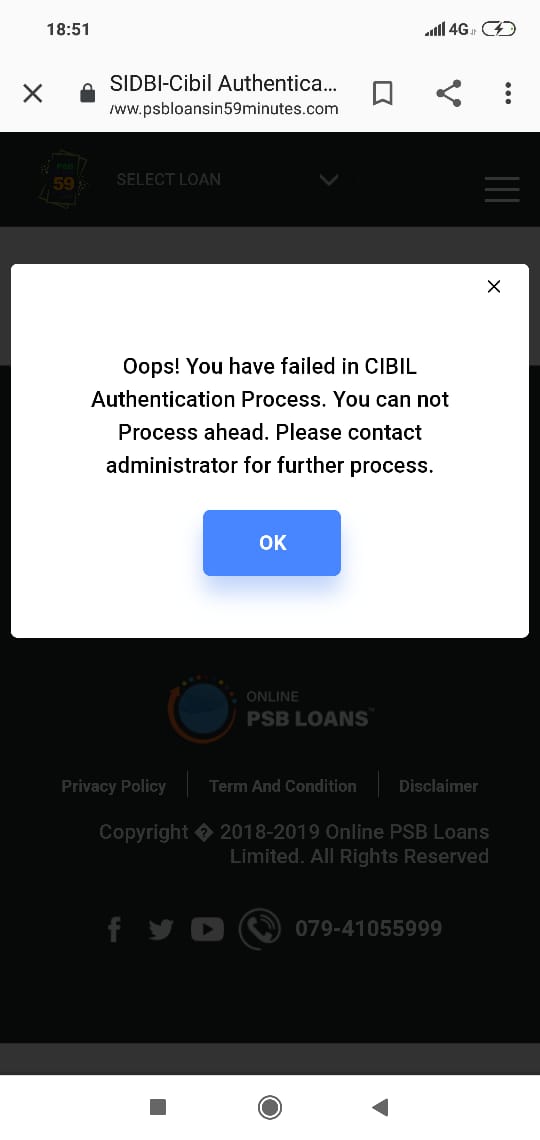 18:51
4G
SIDBI-Cibil Authentica...
www.psbloansin59minutes.com
PSB
59
SELECT LOAN
Oops! You have failed in CIBIL
Authentication Process. You can not
Process ahead. Please contact
administrator for further process.
OK
ONLINE
PSB LOANS™
Privacy Policy
Term And Condition
Disclaimer
Copyright � 2018-2019 Online PSB Loans
Limited. All Rights Reserved
079-41055999